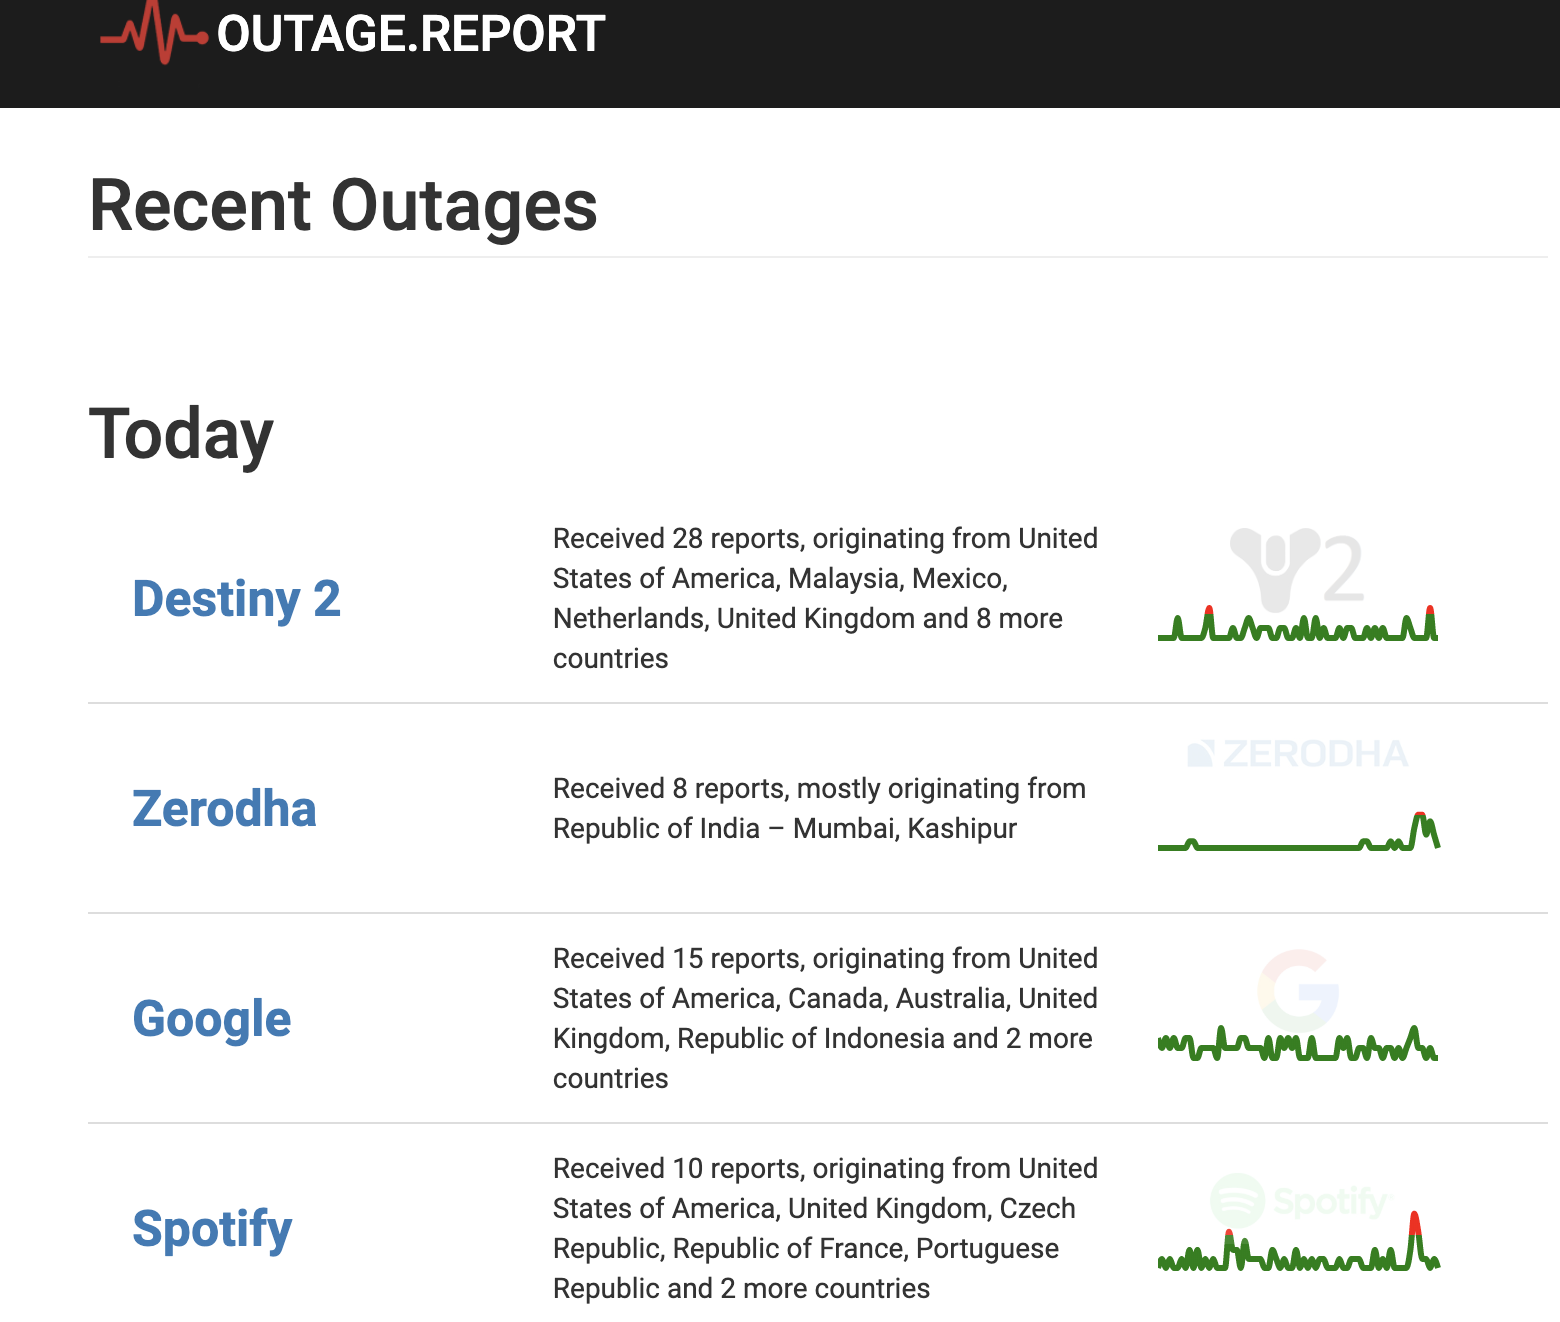 OUTAGE.REPORT
Recent Outages
Today
Destiny 2
Received 28 reports, originating from United
States of America, Malaysia, Mexico,
Netherlands, United Kingdom and 8 more
countries
2
Zerodha
Received 8 reports, mostly originating from
Republic of India – Mumbai, Kashipur
ZERODHA
Google
Received 15 reports, originating from United
States of America, Canada, Australia, United
Kingdom, Republic of Indonesia and 2 more
countries
G
Spotify
Received 10 reports, originating from United
States of America, United Kingdom, Czech
Republic, Republic of France, Portuguese
Republic and 2 more countries
Spotify